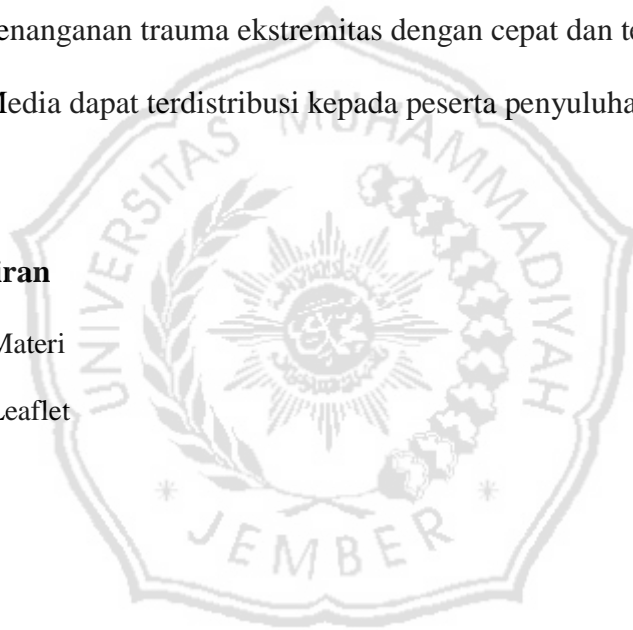 enanganan trauma ekstremitas dengan cepat dan te
Media dapat terdistribusi kepada peserta penyuluha
iran
Materi
Leaflet
UNIVERSITAS MUHAMMADIYAH
JEMBER